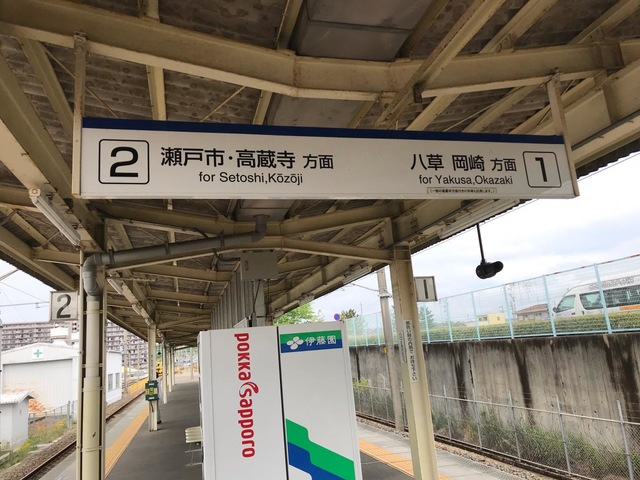 2
瀬戸市・高蔵寺 方面
for Setoshi,Kōzōji
八草 岡崎 方面
for Yakusa,Okazaki
1
2
1
pokka sapporo
伊藤園